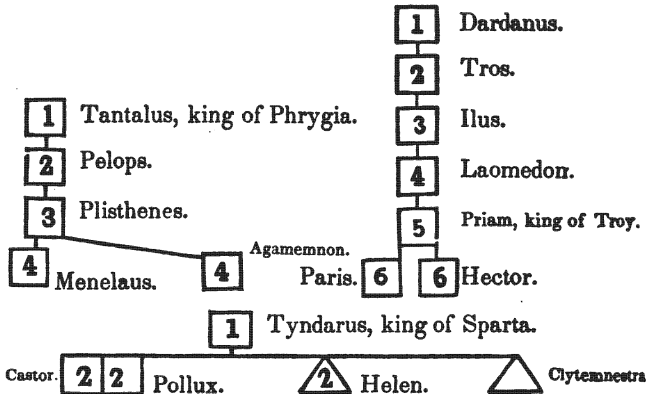 1 Dardanus.
2 Tros.
3 Ilus.
4 Laomedon.
5 Priam, king of Troy.
Paris. 6 6 Hector.
1 Tantalus, king of Phrygia.
2 Pelops.
3 Plisthenes.
4 Menelaus.
4 Agamemnon.
1 Tyndarus, king of Sparta.
Castor. 2 2 Pollux. 2 Helen. Clytemnestra